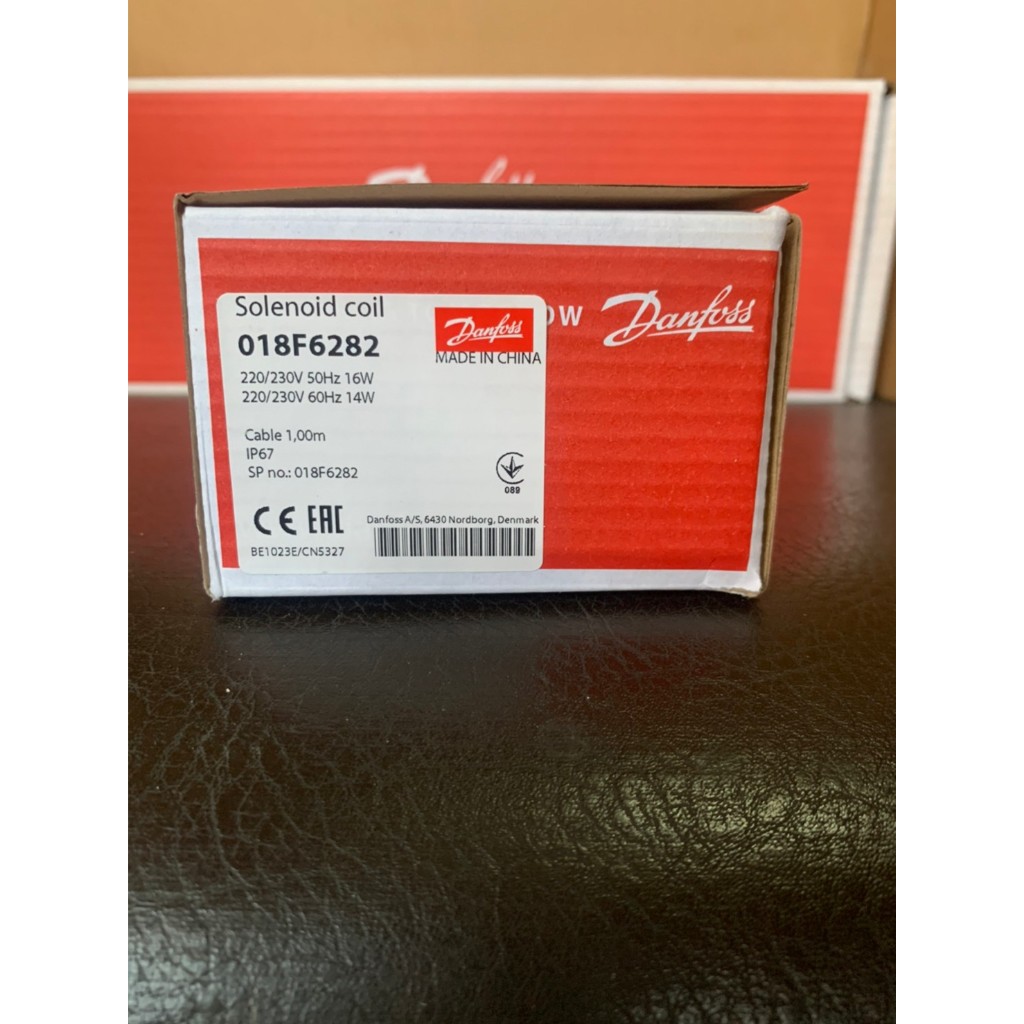 Danfoss
Solenoid coil
018F6282
220/230V 50Hz 16W
220/230V 60Hz 14W
Cable 1,00m
IP67
SP no.: 018F6282
CE EAC
BE1023E/CN5327
Danfoss
MADE IN CHINA
089
Danfoss A/S, 6430 Nordborg, Denmark
Danfoss